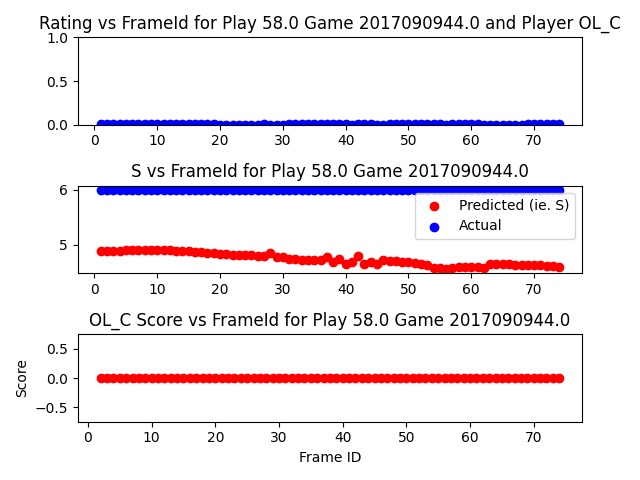 Rating vs FrameId for Play 58.0 Game 2017090944.0 and Player OL_C
1.0
0.5
0.0
0 10 20 30 40 50 60 70
S vs FrameId for Play 58.0 Game 2017090944.0
6
5
Predicted (ie. S)
Actual
0 10 20 30 40 50 60 70
OL_C Score vs FrameId for Play 58.0 Game 2017090944.0
Score
0.5
0.0
−0.5
0 10 20 30 40 50 60 70
Frame ID